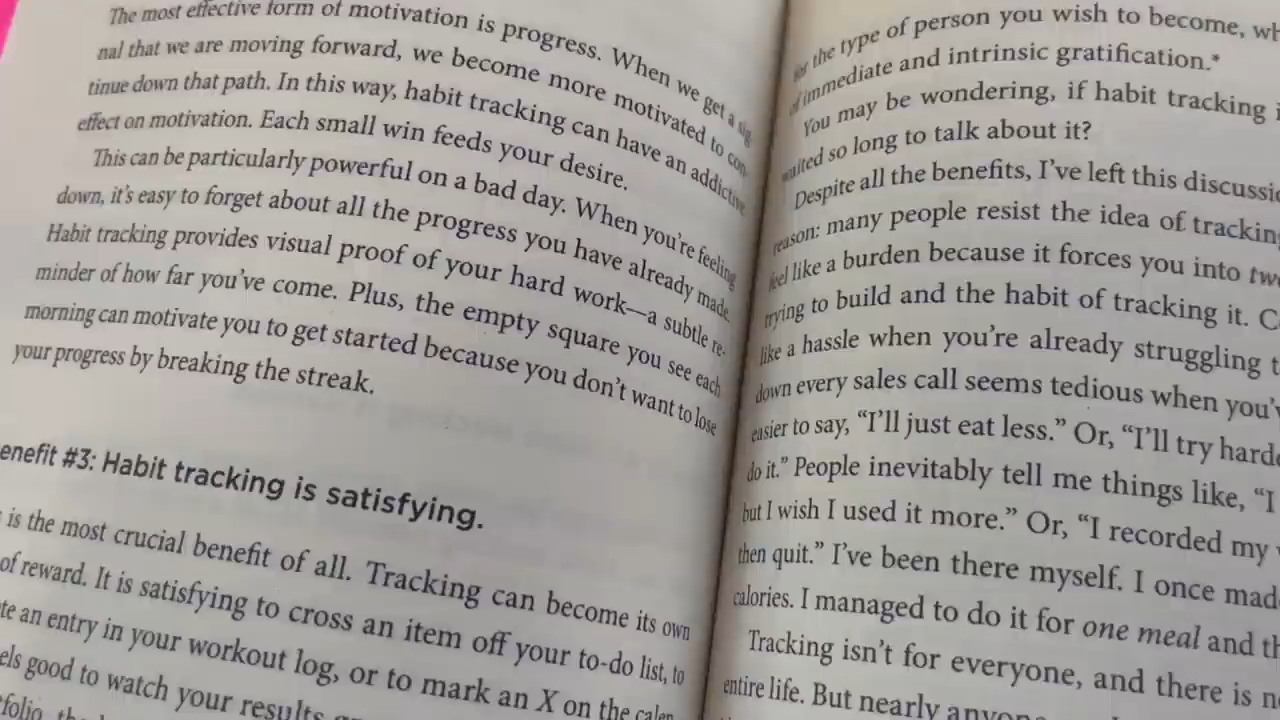 The most effective form of motivation is progress. When we get a sig-
nal that we are moving forward, we become more motivated to con-
tinue down that path. In this way, habit tracking can have an addictive
effect on motivation. Each small win feeds your desire.
This can be particularly powerful on a bad day. When you're feeling
down, it's easy to forget about all the progress you have already made.
Habit tracking provides visual proof of your hard work—a subtle re-
minder of how far you've come. Plus, the empty square you see each
morning can motivate you to get started because you don't want to lose
your progress by breaking the streak.
enefit #3: Habit tracking is satisfying.
is the most crucial benefit of all. Tracking can become its own
of reward. It is satisfying to cross an item off your to-do list, to
te an entry in your workout log, or to mark an X on the calen
els good to watch your results
tfolio, the
for the type of person you wish to become, wh
of immediate and intrinsic gratification.*
You may be wondering, if habit tracking i
waited so long to talk about it?
Despite all the benefits, I've left this discussi
reason: many people resist the idea of trackin
feel like a burden because it forces you into tw
trying to build and the habit of tracking it. C
like a hassle when you're already struggling t
down every sales call seems tedious when you'v
easier to say, "I'll just eat less." Or, "I'll try hard
do it." People inevitably tell me things like, "I
but I wish I used it more." Or, "I recorded my
then quit." I've been there myself. I once mad
calories. I managed to do it for one meal and th
Tracking isn't for everyone, and there is n
entire life. But nearly anyone